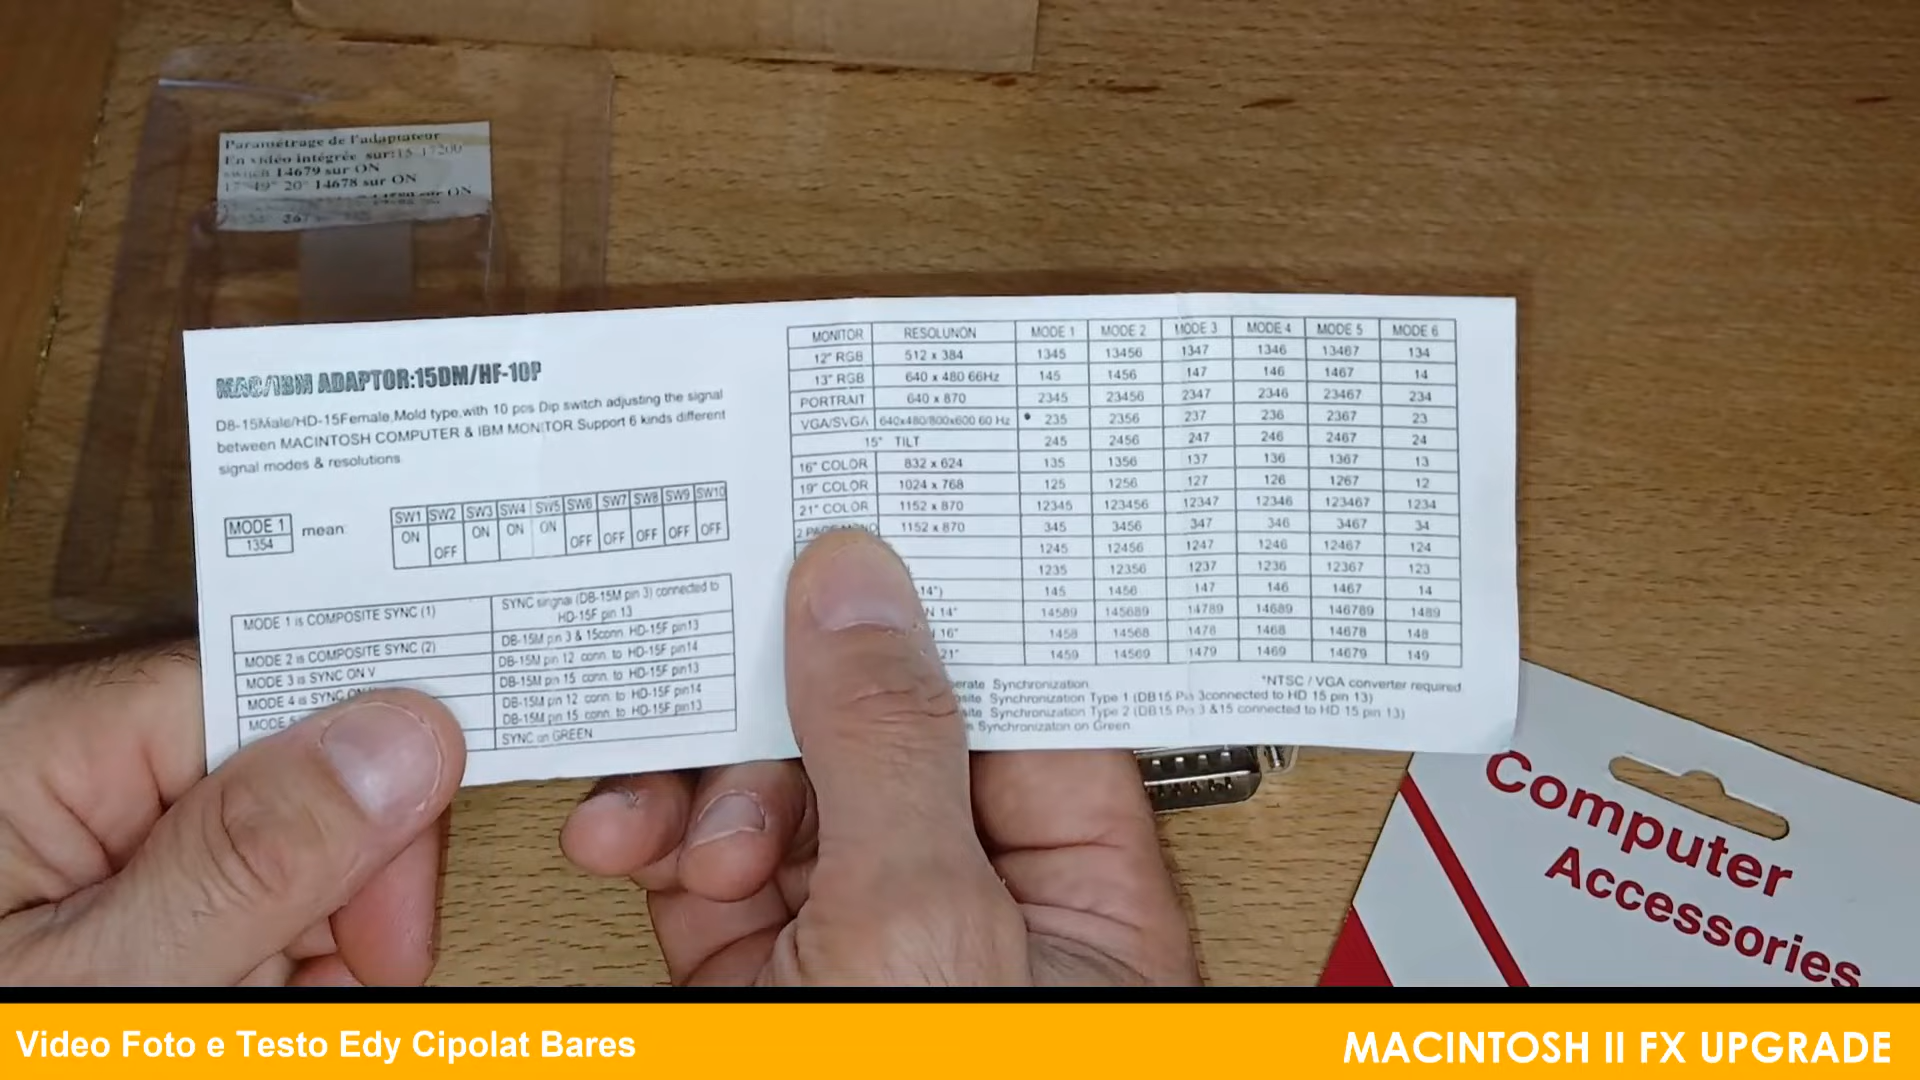 Paramétrage de l'adaptateur
En vidéo intégrée sur:15 17200
switch 14679 sur ON
17" 19" 20" 14678 sur ON
sur ON
267
MAC/IBM ADAPTOR:15DM/HF-10P
D8-15Male/HD-15Female,Mold type,with 10 pcs Dip switch adjusting the signal
between MACINTOSH COMPUTER & IBM MONITOR Support 6 kinds different
signal modes & resolutions
MODE 1
1354
mean:
SW1 SW2 SW3 SW4 SW5 SW6 SW7 SW8 SW9 SW10
ON OFF ON ON ON OFF OFF OFF OFF OFF
MODE 1 is COMPOSITE SYNC (1) SYNC singnal (DB-15M pin 3) connected to
HD-15F pin 13
MODE 2 is COMPOSITE SYNC (2) DB-15M pin 3 & 15conn. HD-15F pin13
MODE 3 is SYNC ON V DB-15M pin 12 conn. to HD-15F pin14
DB-15M pin 15 conn. to HD-15F pin13
MODE 4 is SYNC ON DB-15M pin 12 conn. to HD-15F pin14
MODE DB-15M pin 15 conn. to HD-15F pin13
SYNC on GREEN
MONITOR RESOLUNON MODE 1 MODE 2 MODE 3 MODE 4 MODE 5 MODE 6
12" RGB 512 x 384 1345 13456 1347 1346 13467 134
13" RGB 640 x 480 66Hz 145 1456 147 146 1467 14
PORTRAIT 640 x 870 2345 23456 2347 2346 23467 234
VGA/SVGA 640x480/800x600 60 Hz * 235 2356 237 236 2367 23
15" TILT 245 2456 247 246 2467 24
16" COLOR 832 x 624 135 1356 137 136 1367 13
19" COLOR 1024 x 768 125 1256 127 126 1267 12
21" COLOR 1152 x 870 12345 123456 12347 12346 123467 1234
2 PAGE MONO 1152 x 870 345 3456 347 346 3467 34
1245 12456 1247 1246 12467 124
1235 12356 1237 1236 12367 123
14") 145 1456 147 146 1467 14
N 14" 14589 145689 14789 14689 146789 1489
16" 1458 14568 1478 1468 14678 148
21" 1459 14569 1479 1469 14679 149
Synchronization *NTSC / VGA converter required
Synchronization Type 1 (DB15 Pin 3connected to HD 15 pin 13)
Synchronization Type 2 (DB15 Pin 3 &15 connected to HD 15 pin 13)
Synchronizaton on Green
Computer
Accessories
Video Foto e Testo Edy Cipolat Bares
MACINTOSH II FX UPGRADE